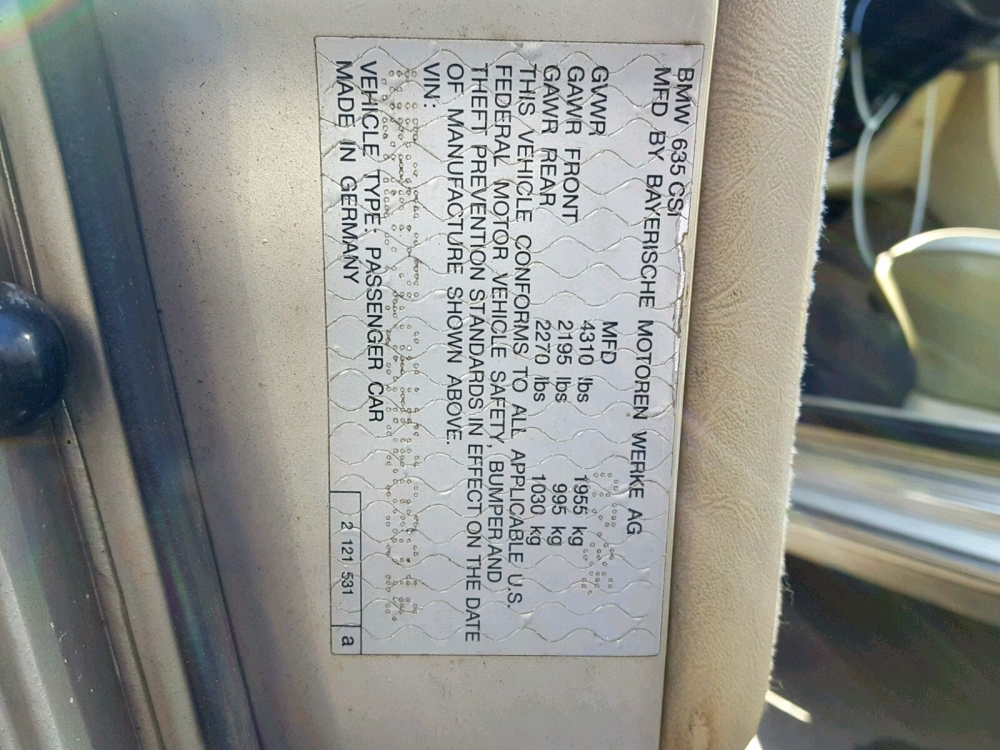 BMW 635 CSI
MFD BY BAYERISCHE MOTOREN WERKE AG
MFD
GVWR 4310 lbs 1955 kg
GAWR FRONT 2195 lbs 995 kg
GAWR REAR 2270 lbs 1030 kg
THIS VEHICLE CONFORMS TO ALL APPLICABLE U.S.
FEDERAL MOTOR VEHICLE SAFETY, BUMPER AND
THEFT PREVENTION STANDARDS IN EFFECT ON THE DATE
OF MANUFACTURE SHOWN ABOVE.
VIN:
VEHICLE TYPE: PASSENGER CAR
MADE IN GERMANY
2 121 531 a